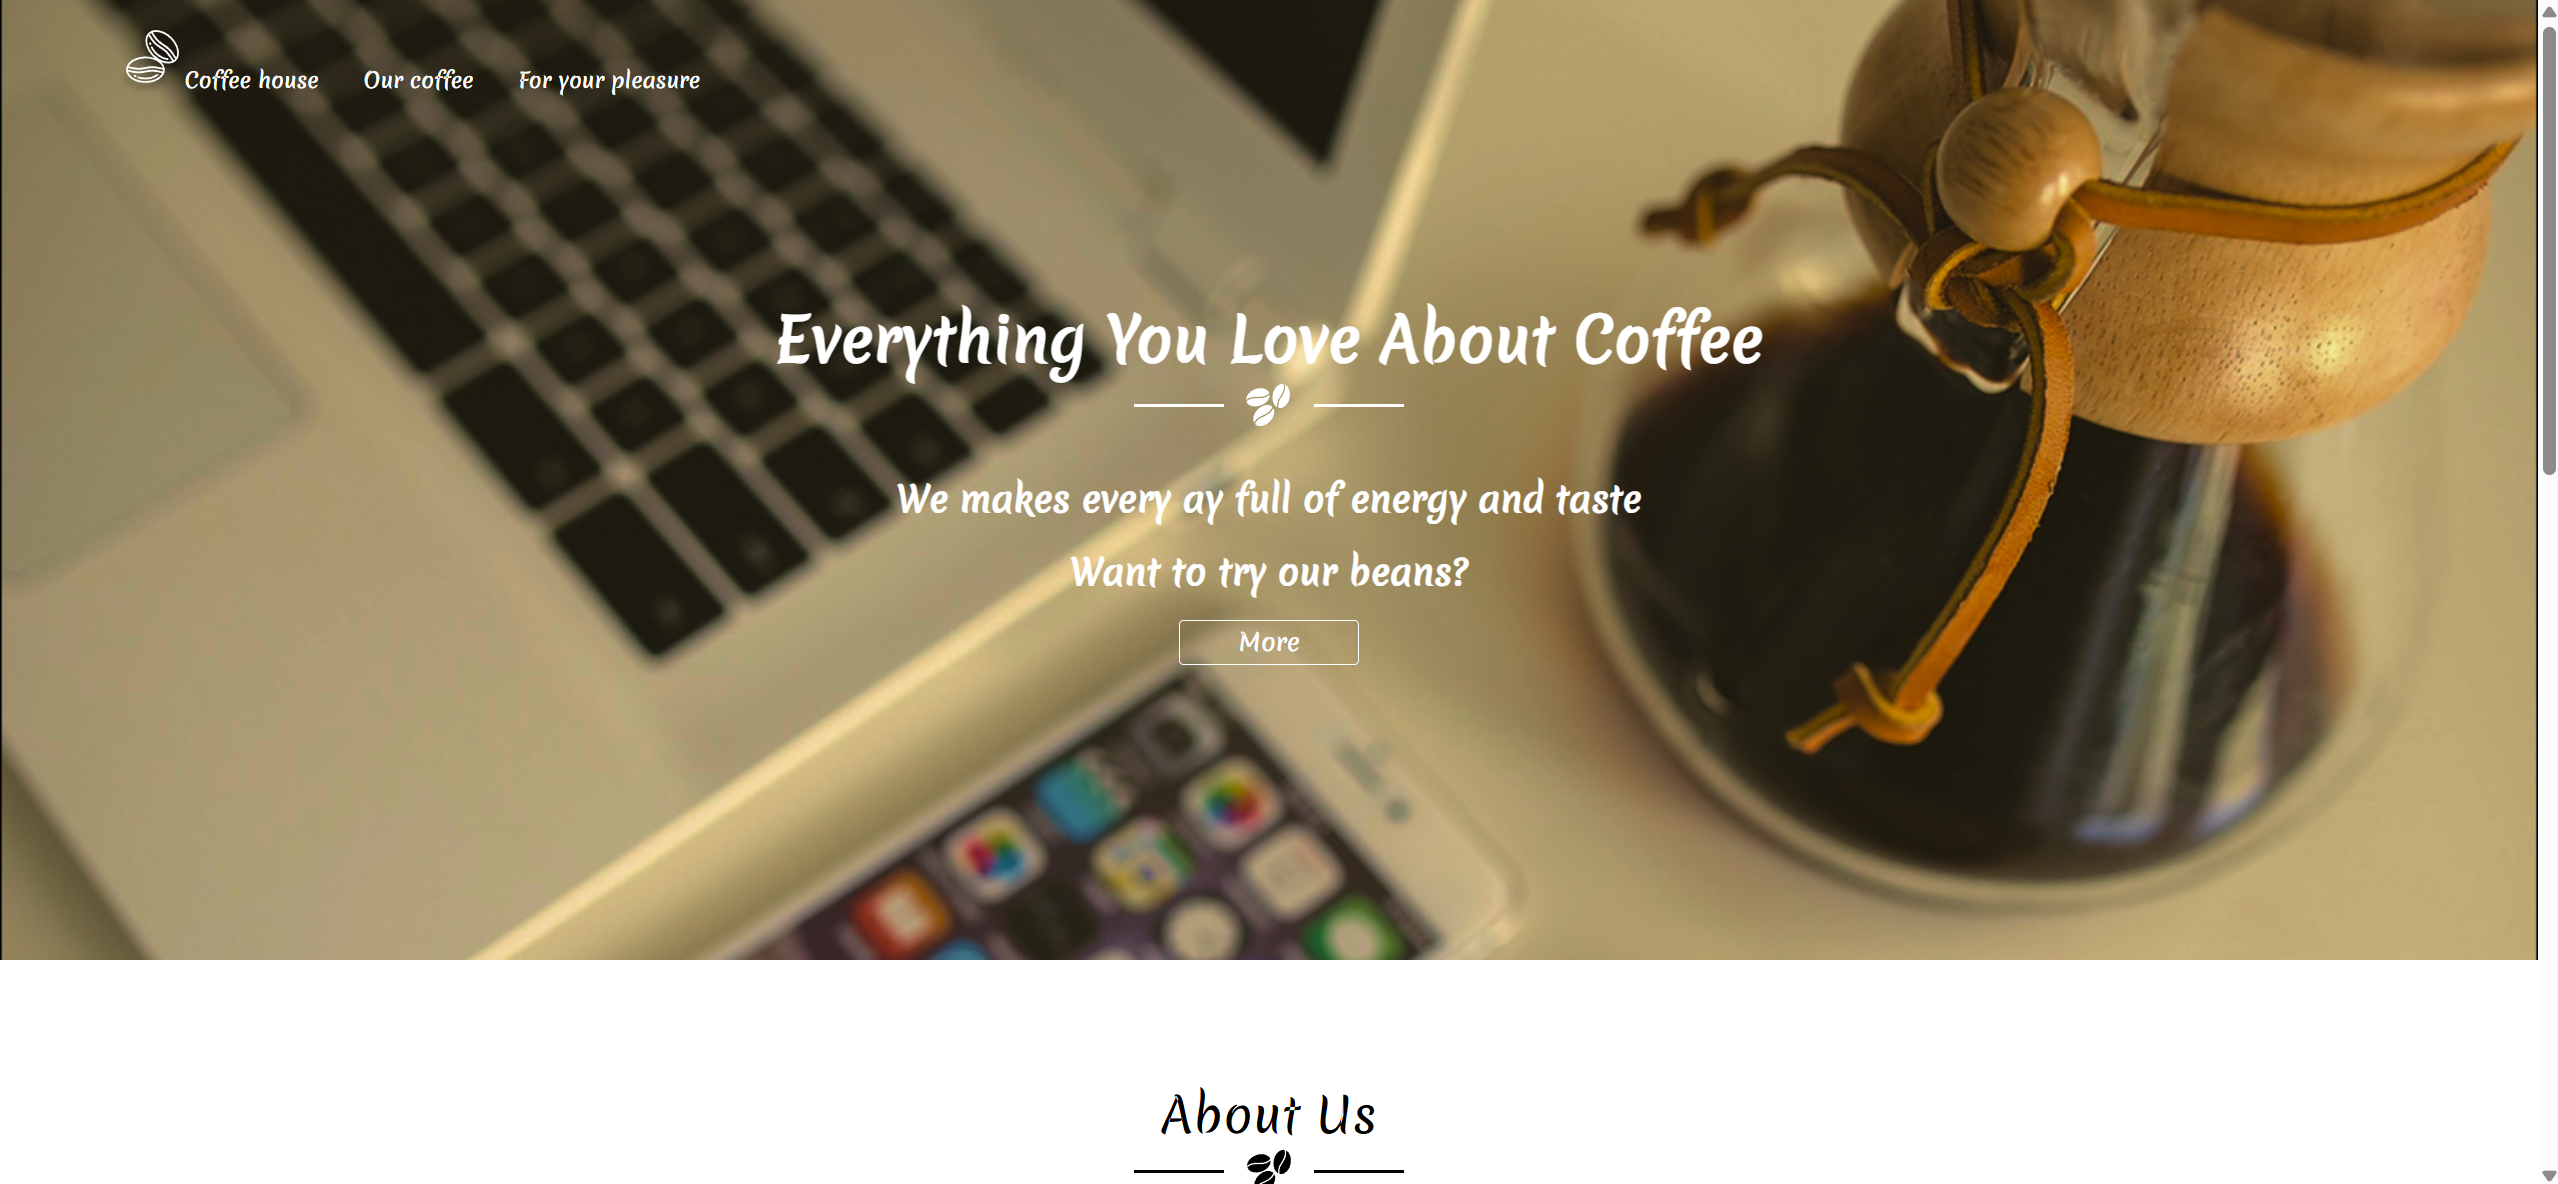 Coffee house Our coffee For your pleasure
Everything You Love About Coffee
We makes every ay full of energy and taste
Want to try our beans?
More
About Us